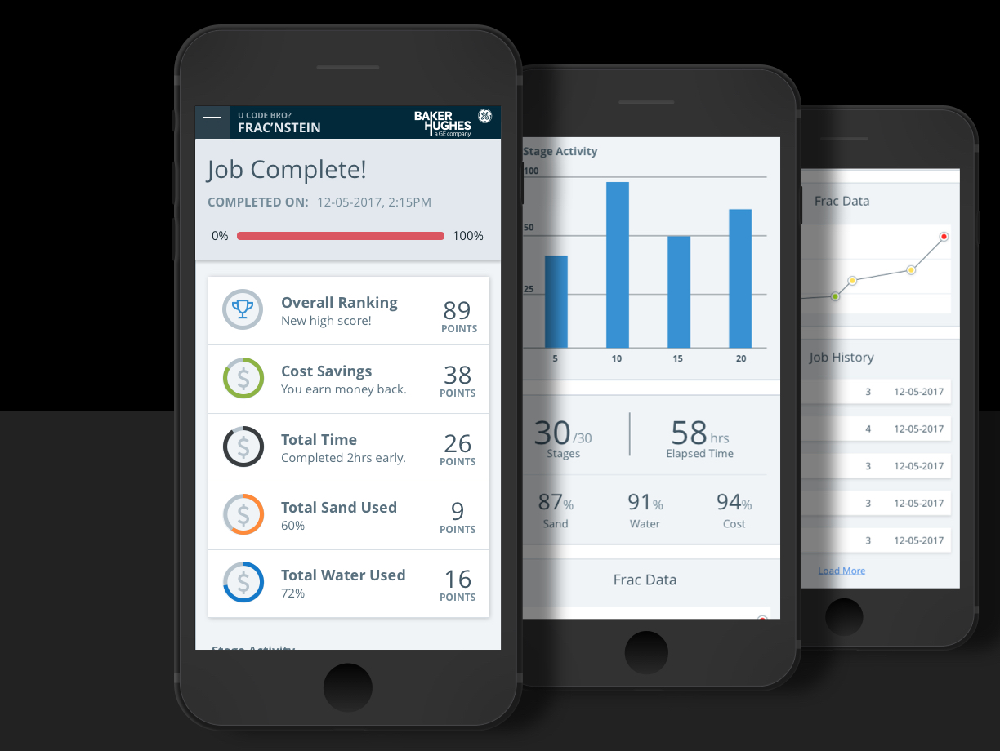 U CODE BRO?
FRAC'NSTEIN
BAKER
HUGHES
a GE company
Job Complete!
COMPLETED ON: 12-05-2017, 2:15PM
0% 100%
Overall Ranking
New high score!
89
POINTS
Cost Savings
You earn money back.
38
POINTS
Total Time
Completed 2hrs early.
26
POINTS
Total Sand Used
60%
9
POINTS
Total Water Used
72%
16
POINTS
Stage Activity
Stage Activity
100
50
25
5 10 15 20
30/30
Stages
58 hrs
Elapsed Time
87%
Sand
91%
Water
94%
Cost
Frac Data
Frac Data
Job History
3 12-05-2017
4 12-05-2017
3 12-05-2017
3 12-05-2017
3 12-05-2017
Load More